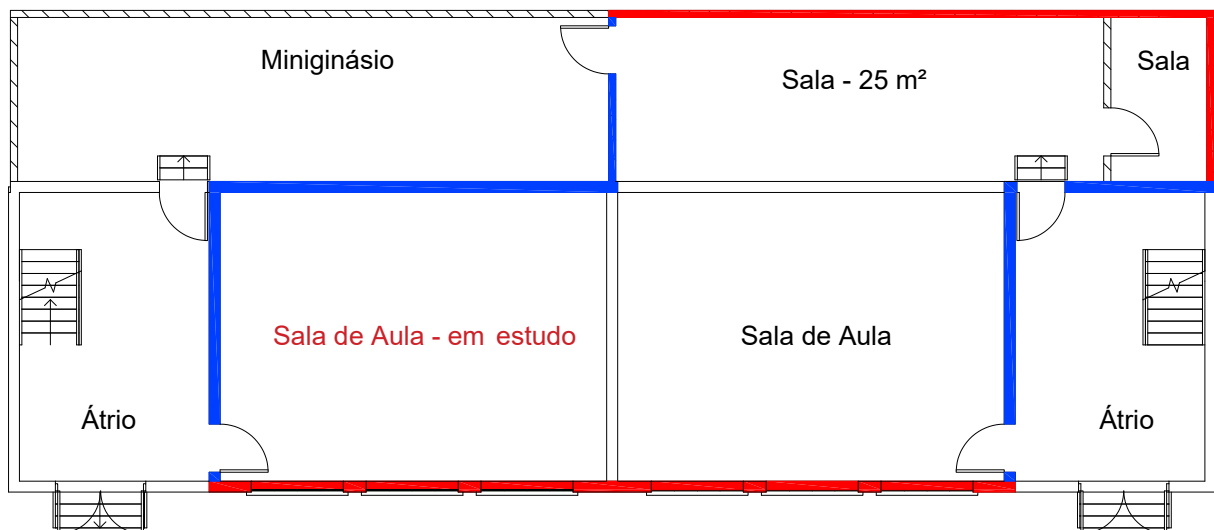 Miniginásio
Sala - 25 m²
Sala
Sala de Aula - em estudo
Sala de Aula
Átrio
Átrio